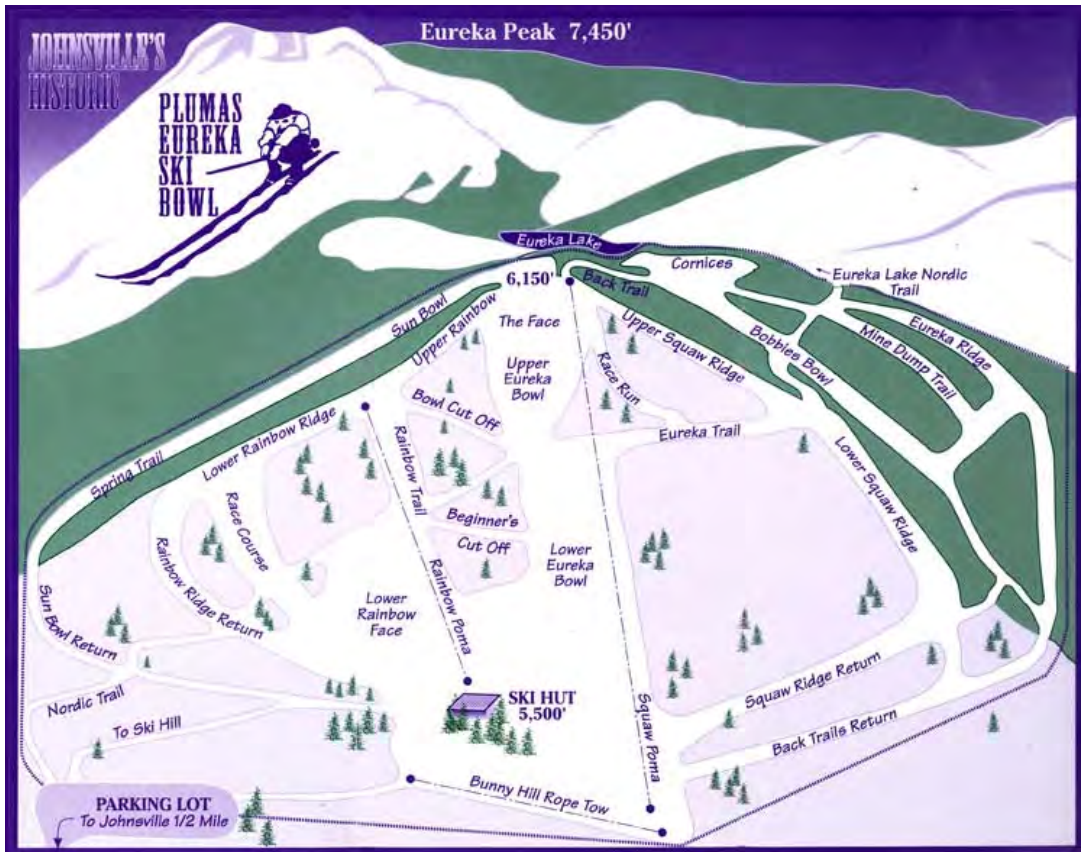 Eureka Peak 7,450'
JOHNSVILLE'S
HISTORIC
PLUMAS
EUREKA
SKI
BOWL
Eureka Lake
Cornices
Eureka Lake Nordic
Trail
6,150'
Back Trail
Sun Bowl
Upper Rainbow
The Face
Upper Squaw Ridge
Bobbies Bowl
Mine Dump Trail
Eureka Ridge
Upper
Eureka
Bowl
Race Run
Bowl Cut Off
Eureka Trail
Lower Rainbow Ridge
Rainbow Trail
Spring Trail
Lower Squaw Ridge
Race Course
Beginner's
Cut Off
Lower
Eureka
Bowl
Rainbow Ridge Return
Rainbow Poma
Lower
Rainbow
Face
Sun Bowl Return
SKI HUT
5,500'
Squaw Ridge Return
Nordic Trail
To Ski Hill
Squaw Poma
Back Trails Return
Bunny Hill Rope Tow
PARKING LOT
To Johnsville 1/2 Mile